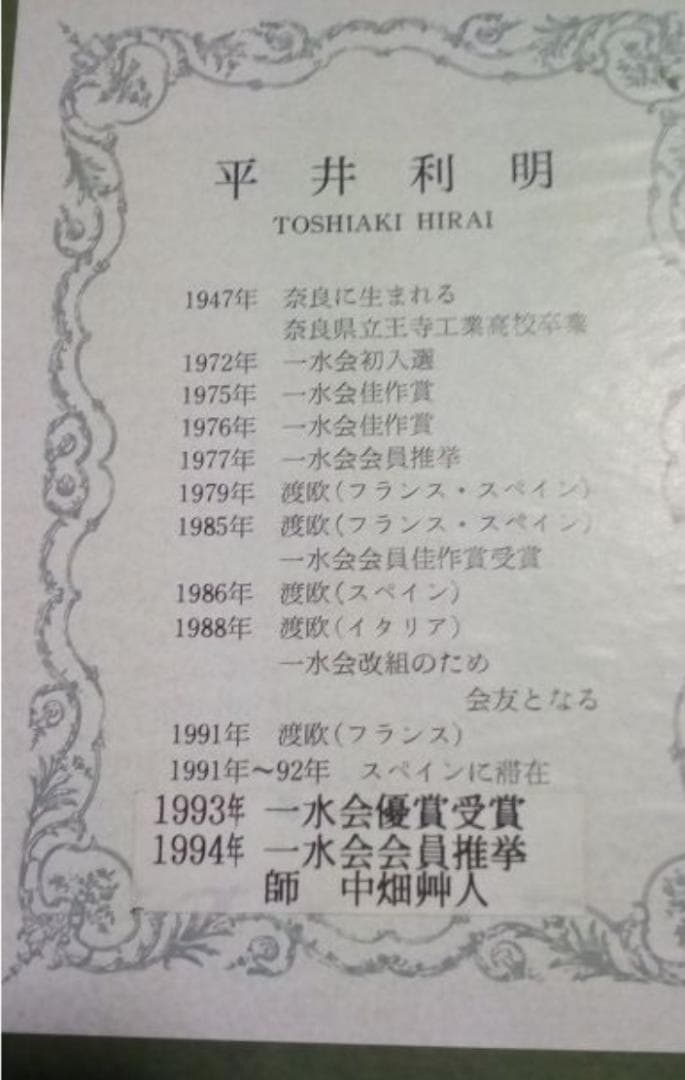 平井利明
TOSHIAKI HIRAI
1947年 奈良に生まれる
奈良県立王寺工業高校卒業
1972年 一水会初入選
1975年 一水会佳作賞
1976年 一水会佳作賞
1977年 一水会会員推挙
1979年 渡欧(フランス・スペイン)
1985年 渡欧(フランス・スペイン)
一水会会員佳作賞受賞
1986年 渡欧(スペイン)
1988年 渡欧(イタリア)
一水会改組のため
会友となる
1991年 渡欧(フランス)
1991年〜92年 スペインに滞在
1993年 一水会優賞受賞
1994年 一水会会員推挙
師 中畑艸人